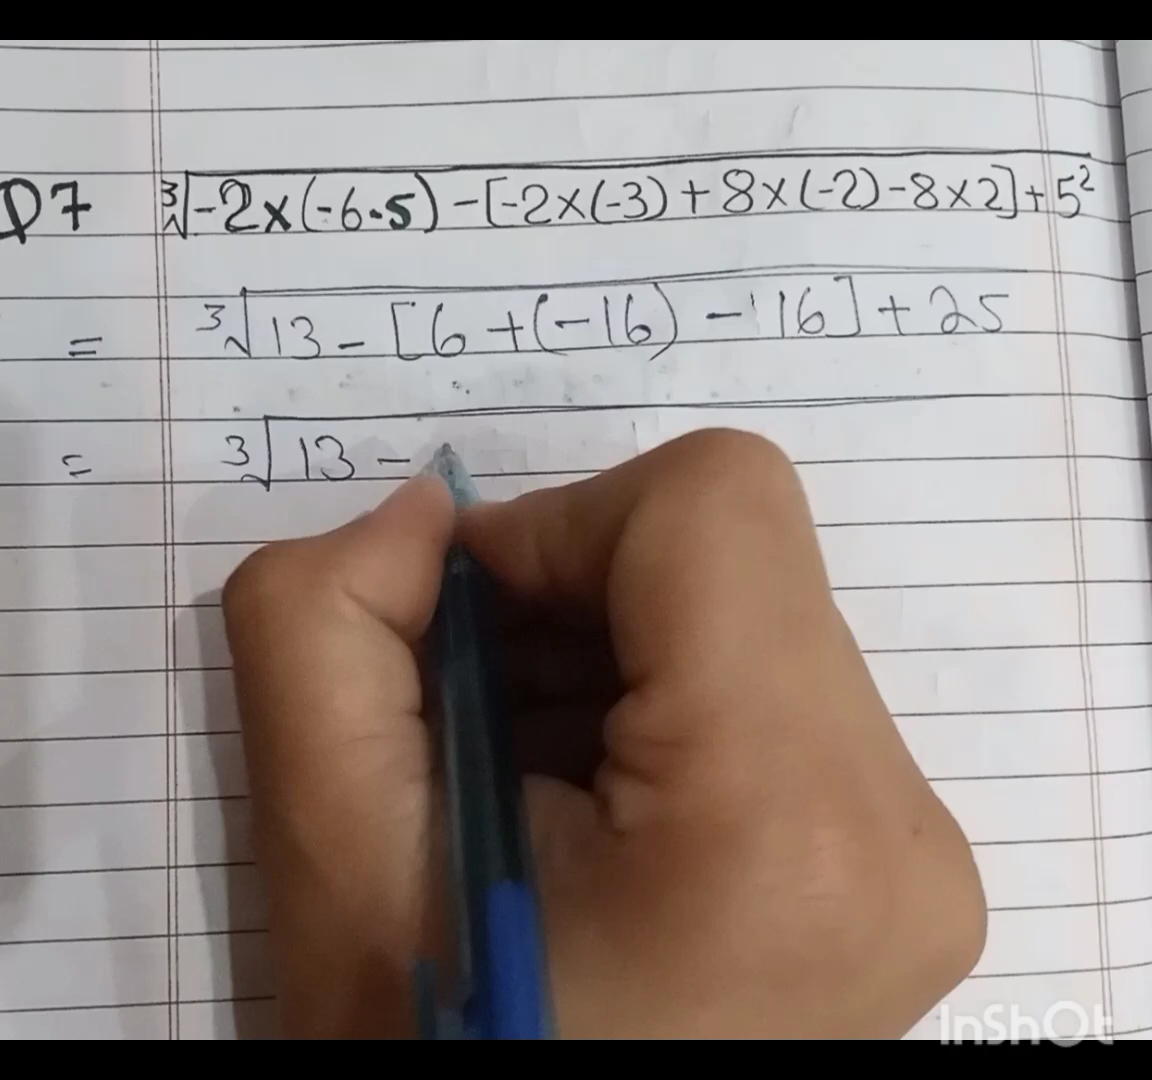 Q7 ∛-2×(-6.5)-[-2×(-3)+8×(-2)-8×2]+5²
= ∛13-[6+(-16)-16]+25
= ∛13-
InShOt